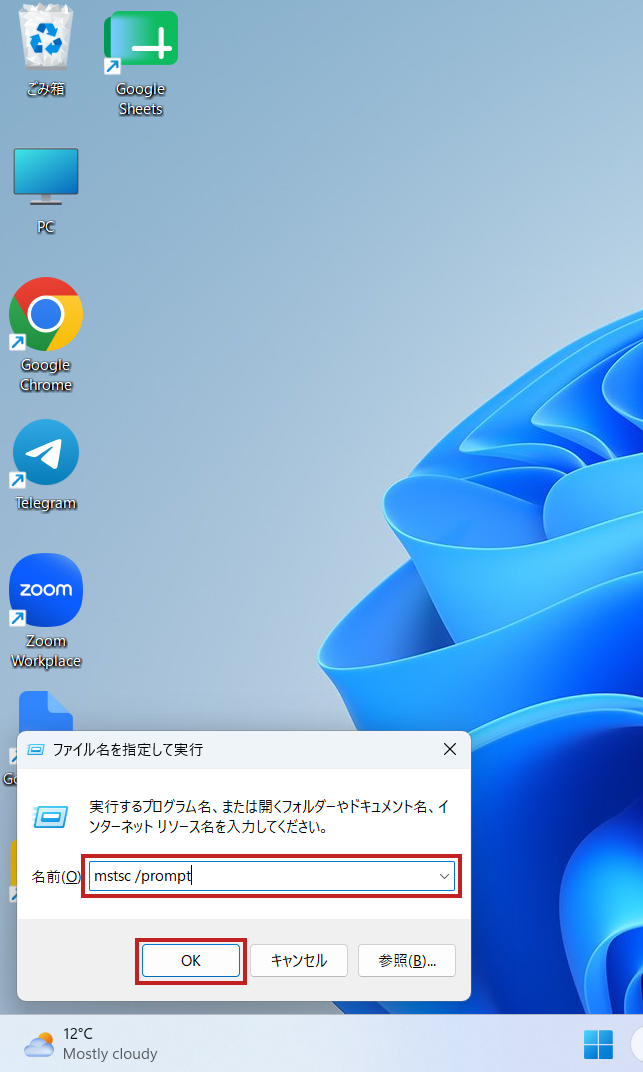 ごみ箱
Google
Sheets
PC
Google
Chrome
Telegram
zoom
Zoom
Workplace
Go
ファイル名を指定して実行
実行するプログラム名、または開くフォルダーやドキュメント名、イ
ンターネット リソース名を入力してください。
名前(O)
mstsc /prompt
OK
キャンセル
参照(B)...
12°C
Mostly cloudy